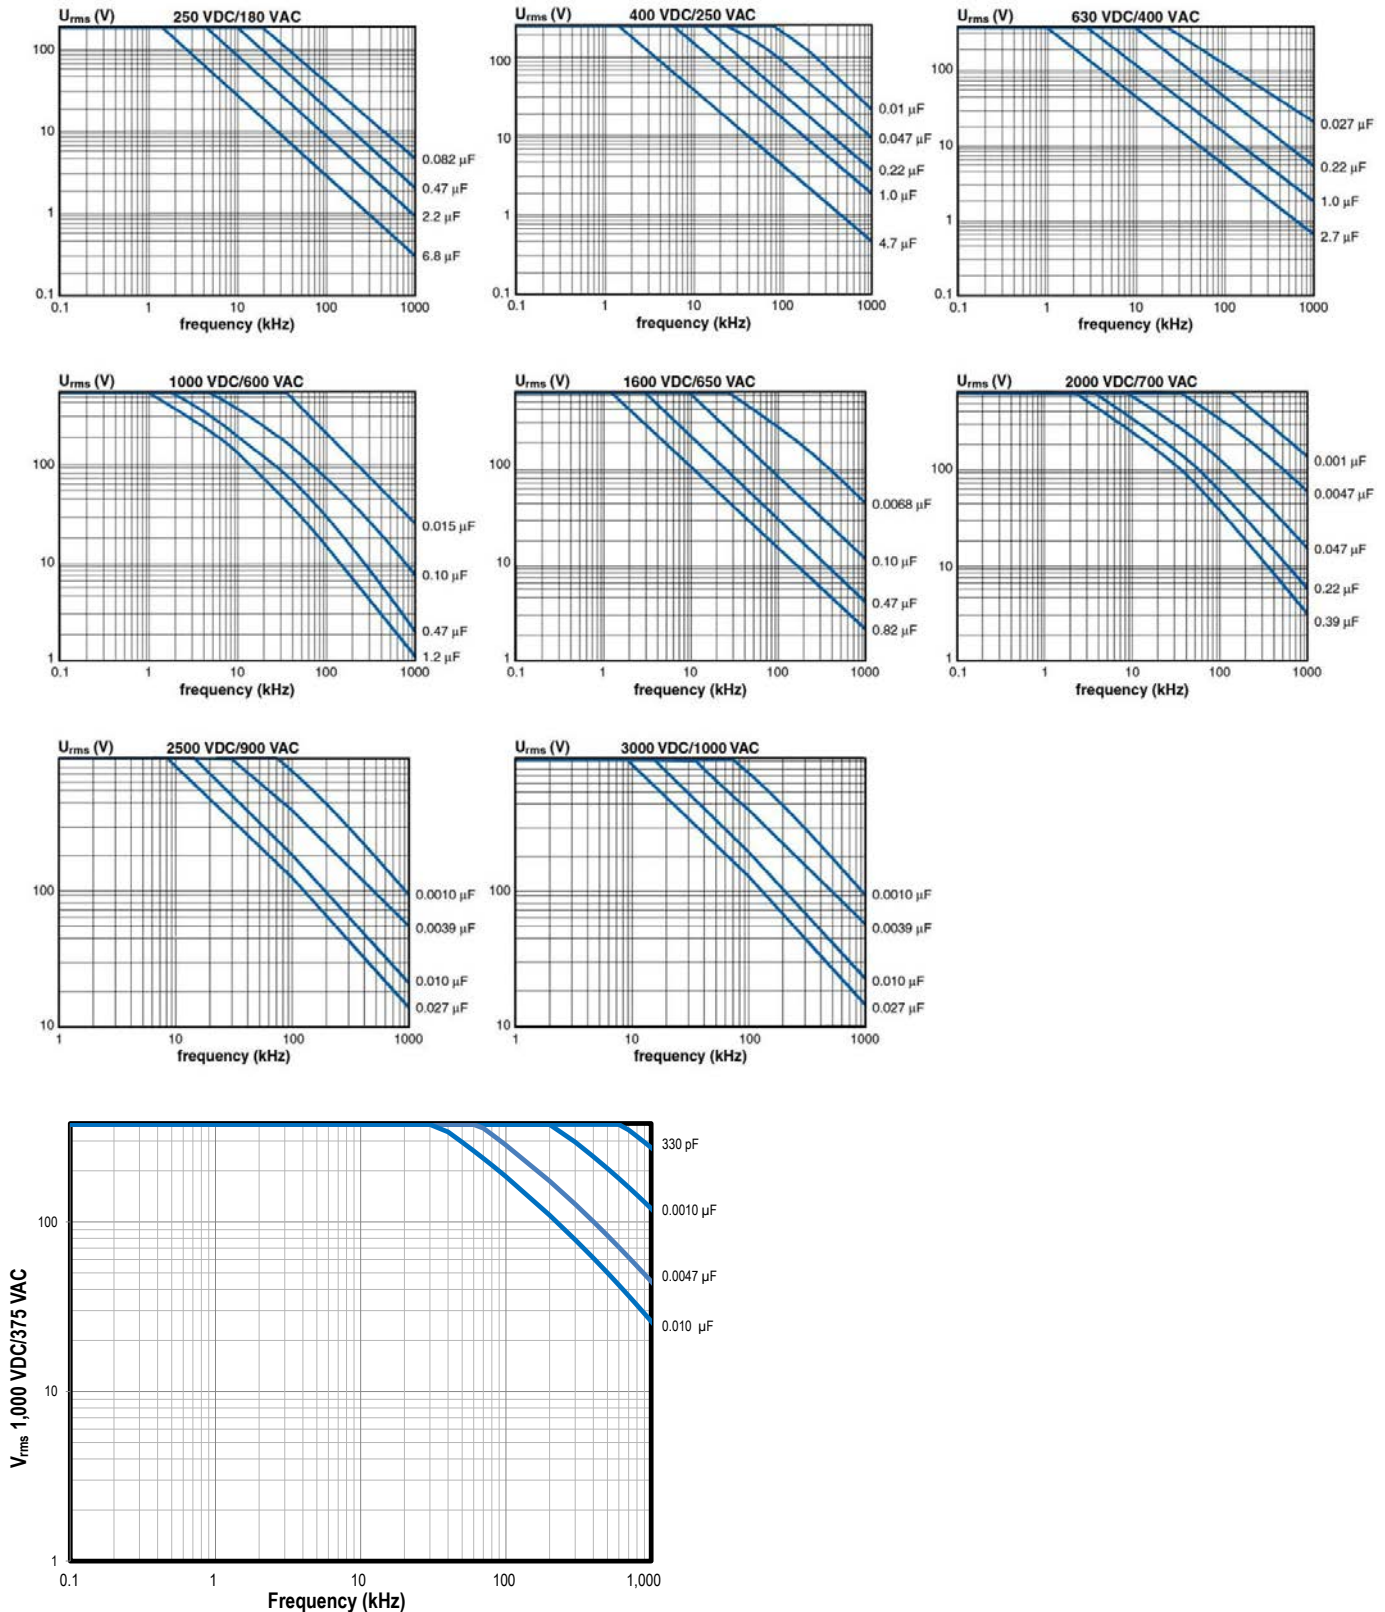 Urms (V) 250 VDC/180 VAC
100
10
1
0.1
0.082 µF
0.47 µF
2.2 µF
6.8 µF
0.1 1 10 100 1000
frequency (kHz)
Urms (V) 400 VDC/250 VAC
100
10
1
0.1
0.01 µF
0.047 µF
0.22 µF
1.0 µF
4.7 µF
0.1 1 10 100 1000
frequency (kHz)
Urms (V) 630 VDC/400 VAC
100
10
1
0.1
0.027 µF
0.22 µF
1.0 µF
2.7 µF
0.1 1 10 100 1000
frequency (kHz)
Urms (V) 1000 VDC/600 VAC
100
10
1
0.015 µF
0.10 µF
0.47 µF
1.2 µF
0.1 1 10 100 1000
frequency (kHz)
Urms (V) 1600 VDC/650 VAC
100
10
1
0.0068 µF
0.10 µF
0.47 µF
0.82 µF
0.1 1 10 100 1000
frequency (kHz)
Urms (V) 2000 VDC/700 VAC
100
10
1
0.001 µF
0.0047 µF
0.047 µF
0.22 µF
0.39 µF
0.1 1 10 100 1000
frequency (kHz)
Urms (V) 2500 VDC/900 VAC
100
10
0.0010 µF
0.0039 µF
0.010 µF
0.027 µF
1 10 100 1000
frequency (kHz)
Urms (V) 3000 VDC/1000 VAC
100
10
0.0010 µF
0.0039 µF
0.010 µF
0.027 µF
1 10 100 1000
frequency (kHz)
Vrms 1,000 VDC/375 VAC
100
10
1
330 pF
0.0010 µF
0.0047 µF
0.010 µF
0.1 1 10 100 1,000
Frequency (kHz)